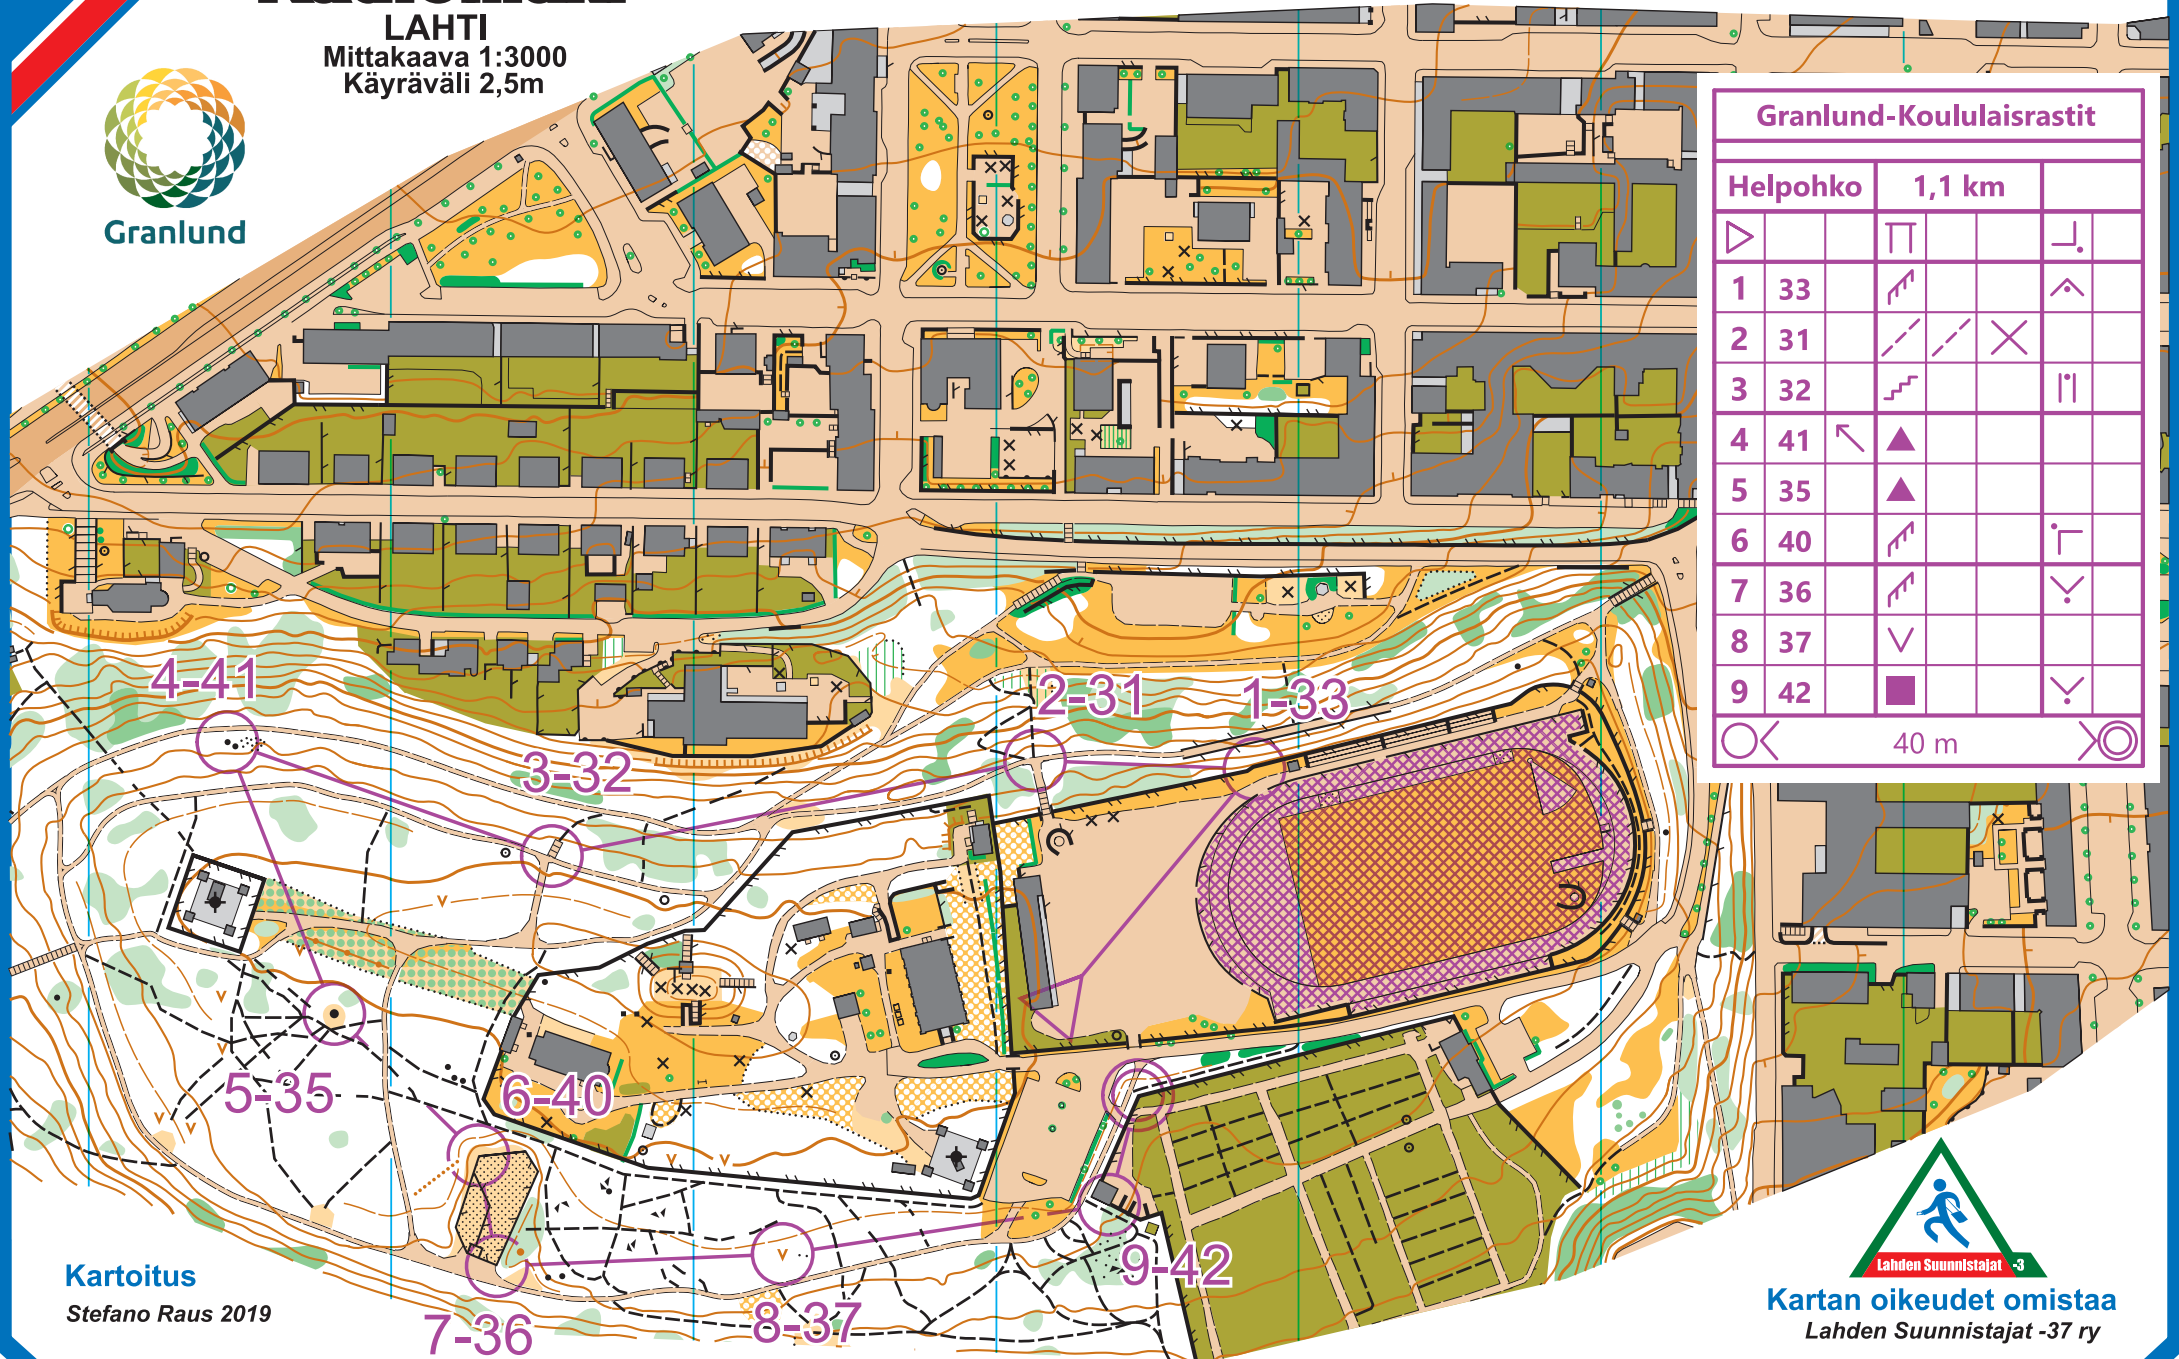 LAHTI
Mittakaava 1:3000
Käyräväli 2,5m
Granlund
Granlund-Koululaisrastit
Helpohko 1,1 km
1 33
2 31
3 32
4 41
5 35
6 40
7 36
8 37
9 42
40 m
4-41
3-32
2-31
1-33
5-35
6-40
7-36
8-37
9-42
Kartoitus
Stefano Raus 2019
Lahden Suunnistajat -3
Kartan oikeudet omistaa
Lahden Suunnistajat -37 ry